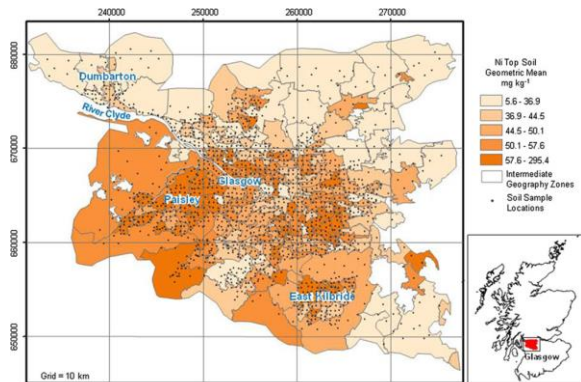 240000 250000 260000 270000
680000
670000
660000
650000
Dumbarton
River Clyde
Glasgow
Paisley
East Kilbride
Grid = 10 km
Ni Top Soil
Geometric Mean
mg kg⁻¹
5.6 - 36.9
36.9 - 44.5
44.5 - 50.1
50.1 - 57.6
57.6 - 295.4
Intermediate
Geography Zones
Soil Sample
Locations
Glasgow